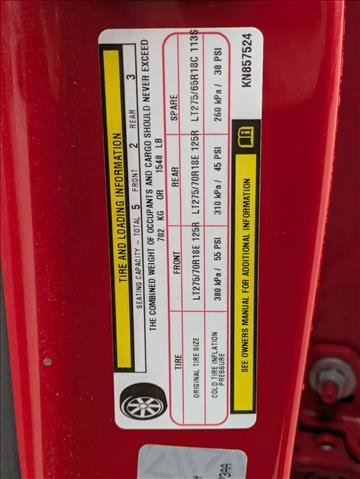 TIRE AND LOADING INFORMATION
SEATING CAPACITY - TOTAL 5 FRONT 2 REAR 3
THE COMBINED WEIGHT OF OCCUPANTS AND CARGO SHOULD NEVER EXCEED
702 KG OR 1548 LB
TIRE FRONT REAR SPARE
ORIGINAL TIRE SIZE LT275/70R18E 125R LT275/70R18E 125R LT275/65R18C 113S
COLD TIRE INFLATION PRESSURE 380 kPa / 55 PSI 310 kPa / 45 PSI 260 kPa / 38 PSI
SEE OWNERS MANUAL FOR ADDITIONAL INFORMATION
KN857524
73AA